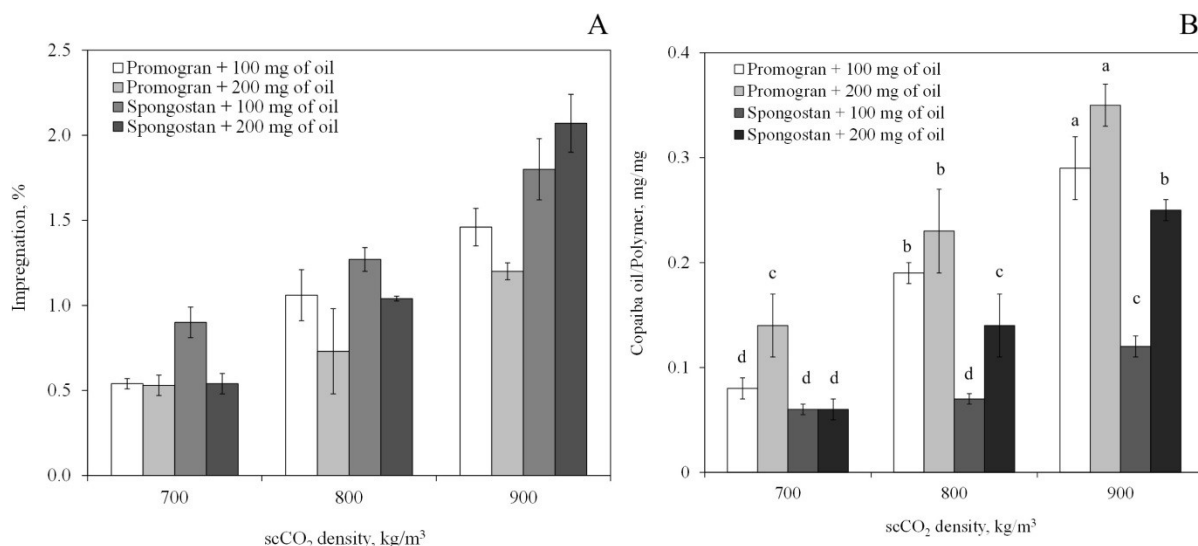 A
Impregnation, %
2.5
2.0
1.5
1.0
0.5
0.0
Promogran + 100 mg of oil
Promogran + 200 mg of oil
Spongostan + 100 mg of oil
Spongostan + 200 mg of oil
700 800 900
scCO₂ density, kg/m³
B
Copaiba oil/Polymer, mg/mg
0.4
0.3
0.2
0.1
0
Promogran + 100 mg of oil
Promogran + 200 mg of oil
Spongostan + 100 mg of oil
Spongostan + 200 mg of oil
d c d d
b b d c
a a c b
700 800 900
scCO₂ density, kg/m³